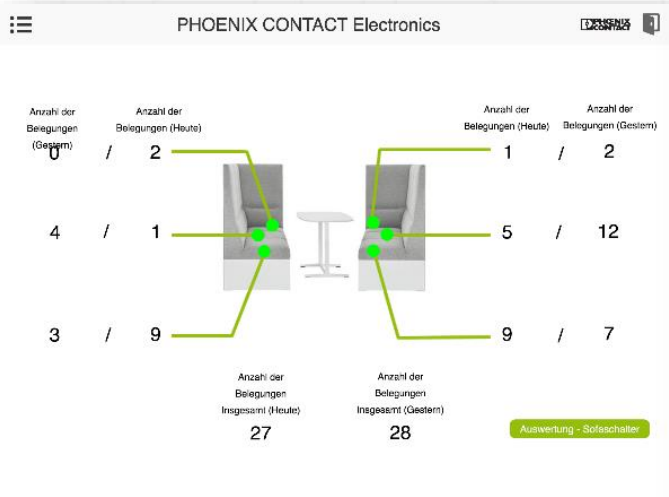 PHOENIX CONTACT Electronics
PHOENIX CONTACT
Anzahl der Belegungen (Gestern)
Anzahl der Belegungen (Heute)
Anzahl der Belegungen (Heute)
Anzahl der Belegungen (Gestern)
0 / 2
1 / 2
4 / 1
5 / 12
3 / 9
9 / 7
Anzahl der
Belegungen
Insgesamt (Heute)
27
Anzahl der
Belegungen
Insgesamt (Gestern)
28
Auswertung - Sofaschalter